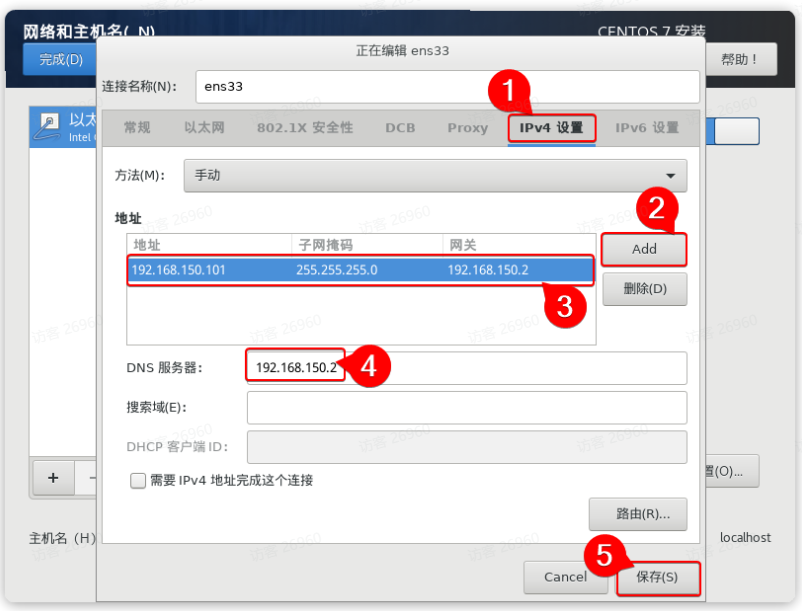 网络和主机名(_N)
CENTOS 7 安装
完成(D)
正在编辑 ens33
帮助！
连接名称(N):
ens33
1
以太
Intel
常规
以太网
802.1X 安全性
DCB
Proxy
IPv4 设置
IPv6 设置
方法(M):
手动
2
地址
地址
子网掩码
网关
Add
192.168.150.101
255.255.255.0
192.168.150.2
删除(D)
3
DNS 服务器:
192.168.150.2
4
搜索域(E):
DHCP 客户端 ID:
需要 IPv4 地址完成这个连接
+
−
置(O)...
路由(R)...
主机名（H)
localhost
5
Cancel
保存(S)
访客 26960